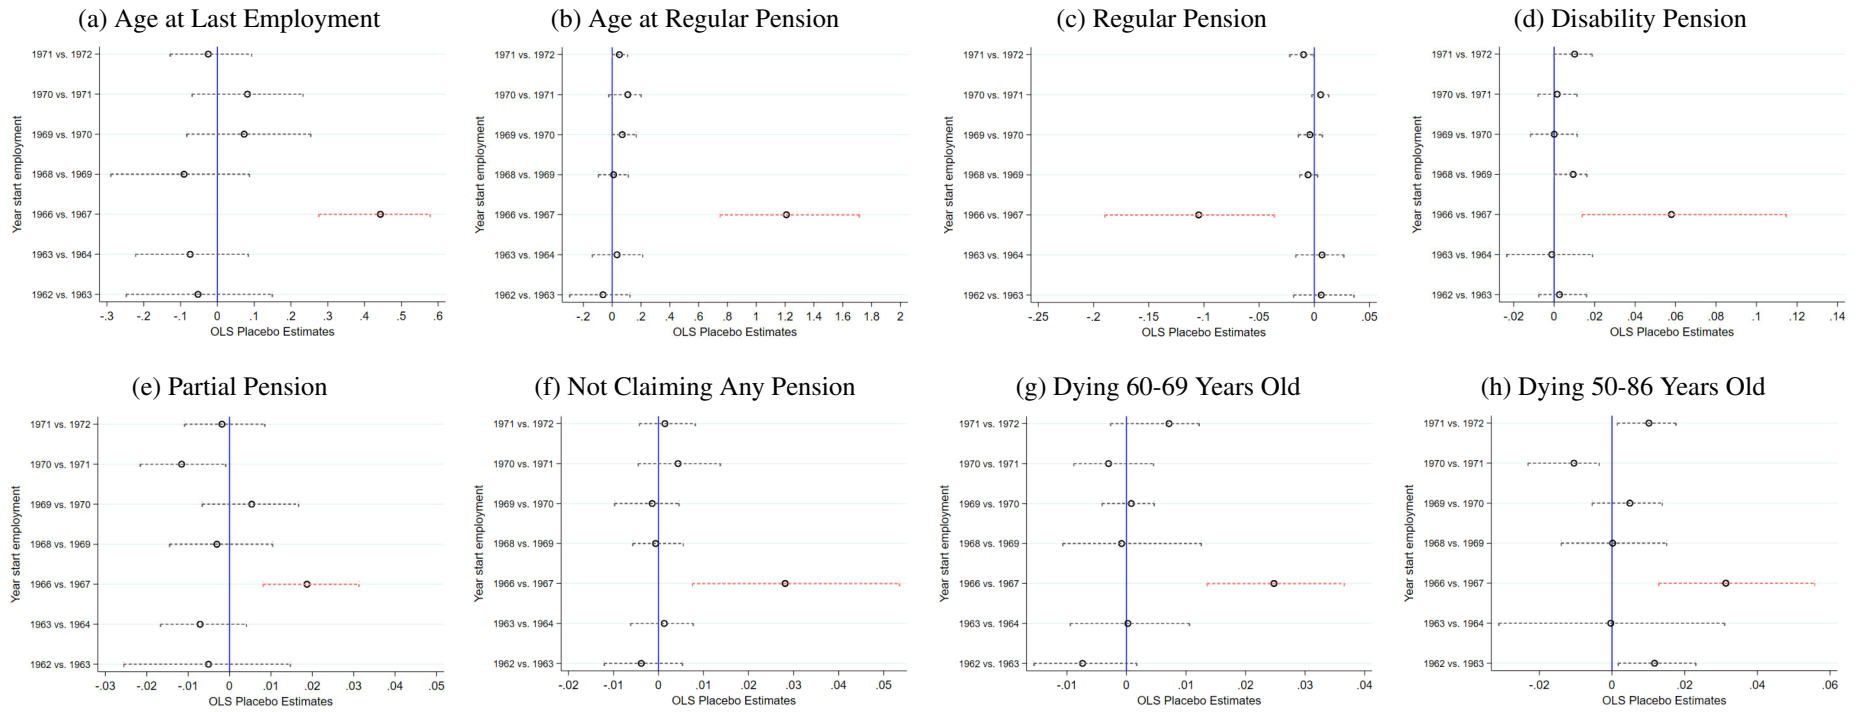 (a) Age at Last Employment
Year start employment
1971 vs. 1972
1970 vs. 1971
1969 vs. 1970
1968 vs. 1969
1966 vs. 1967
1963 vs. 1964
1962 vs. 1963
-.3 -.2 -.1 0 .1 .2 .3 .4 .5 .6
OLS Placebo Estimates
(b) Age at Regular Pension
Year start employment
1971 vs. 1972
1970 vs. 1971
1969 vs. 1970
1968 vs. 1969
1966 vs. 1967
1963 vs. 1964
1962 vs. 1963
-.2 0 .2 .4 .6 .8 1 1.2 1.4 1.6 1.8 2
OLS Placebo Estimates
(c) Regular Pension
Year start employment
1971 vs. 1972
1970 vs. 1971
1969 vs. 1970
1968 vs. 1969
1966 vs. 1967
1963 vs. 1964
1962 vs. 1963
-.25 -.2 -.15 -.1 -.05 0 .05
OLS Placebo Estimates
(d) Disability Pension
Year start employment
1971 vs. 1972
1970 vs. 1971
1969 vs. 1970
1968 vs. 1969
1966 vs. 1967
1963 vs. 1964
1962 vs. 1963
-.02 0 .02 .04 .06 .08 .1 .12 .14
OLS Placebo Estimates
(e) Partial Pension
Year start employment
1971 vs. 1972
1970 vs. 1971
1969 vs. 1970
1968 vs. 1969
1966 vs. 1967
1963 vs. 1964
1962 vs. 1963
-.03 -.02 -.01 0 .01 .02 .03 .04 .05
OLS Placebo Estimates
(f) Not Claiming Any Pension
Year start employment
1971 vs. 1972
1970 vs. 1971
1969 vs. 1970
1968 vs. 1969
1966 vs. 1967
1963 vs. 1964
1962 vs. 1963
-.02 -.01 0 .01 .02 .03 .04 .05
OLS Placebo Estimates
(g) Dying 60-69 Years Old
Year start employment
1971 vs. 1972
1970 vs. 1971
1969 vs. 1970
1968 vs. 1969
1966 vs. 1967
1963 vs. 1964
1962 vs. 1963
-.01 0 .01 .02 .03 .04
OLS Placebo Estimates
(h) Dying 50-86 Years Old
Year start employment
1971 vs. 1972
1970 vs. 1971
1969 vs. 1970
1968 vs. 1969
1966 vs. 1967
1963 vs. 1964
1962 vs. 1963
-.02 0 .02 .04 .06
OLS Placebo Estimates